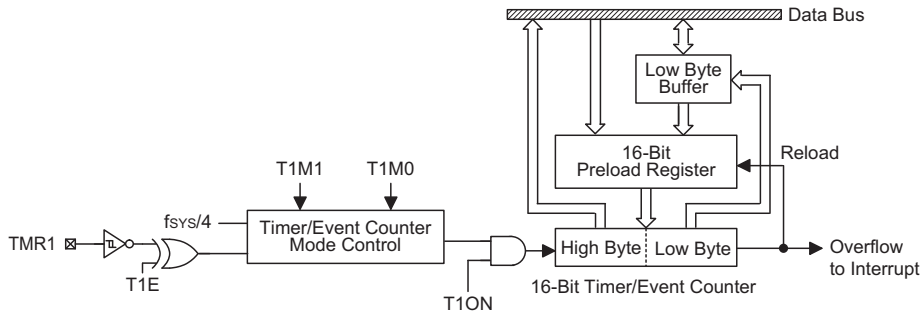 Data Bus
Low Byte
Buffer
16-Bit
Preload Register
Reload
T1M1
T1M0
fSYS/4
Timer/Event Counter
Mode Control
TMR1
T1E
T1ON
High Byte
Low Byte
Overflow
to Interrupt
16-Bit Timer/Event Counter